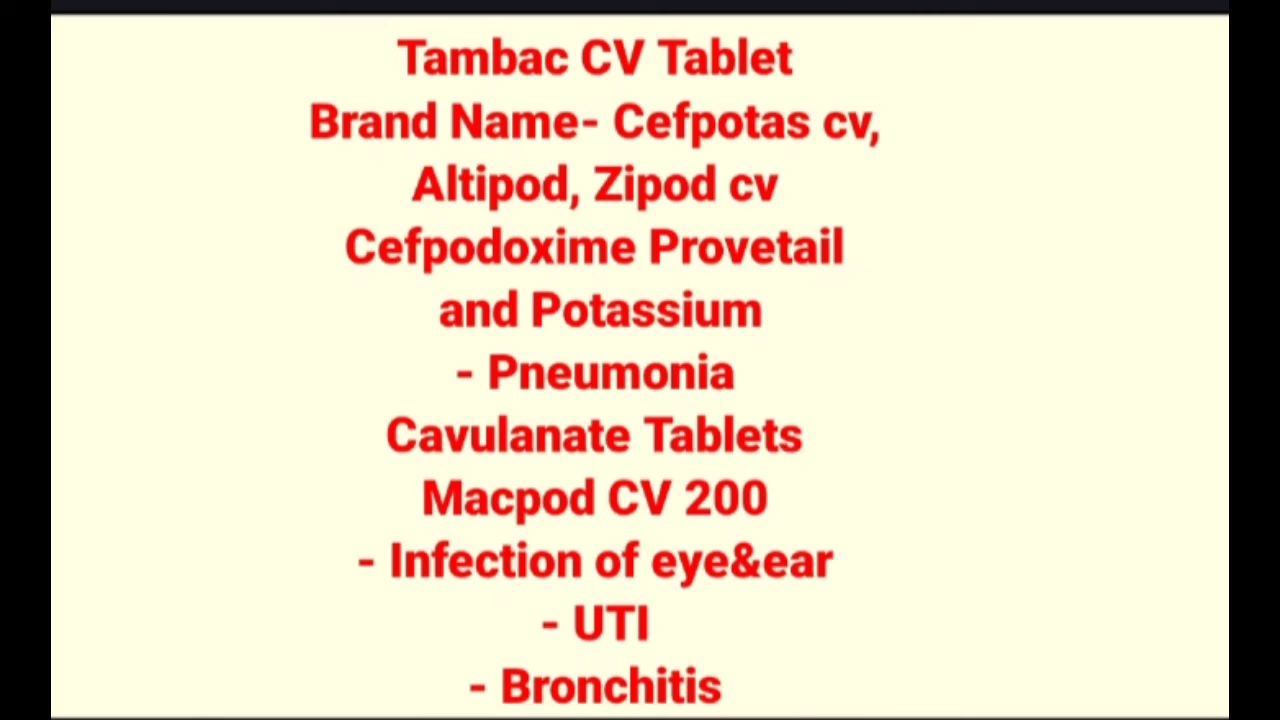 Tambac CV Tablet
Brand Name- Cefpotas cv,
Altipod, Zipod cv
Cefpodoxime Provetail
and Potassium
- Pneumonia
Cavulanate Tablets
Macpod CV 200
- Infection of eye&ear
- UTI
- Bronchitis